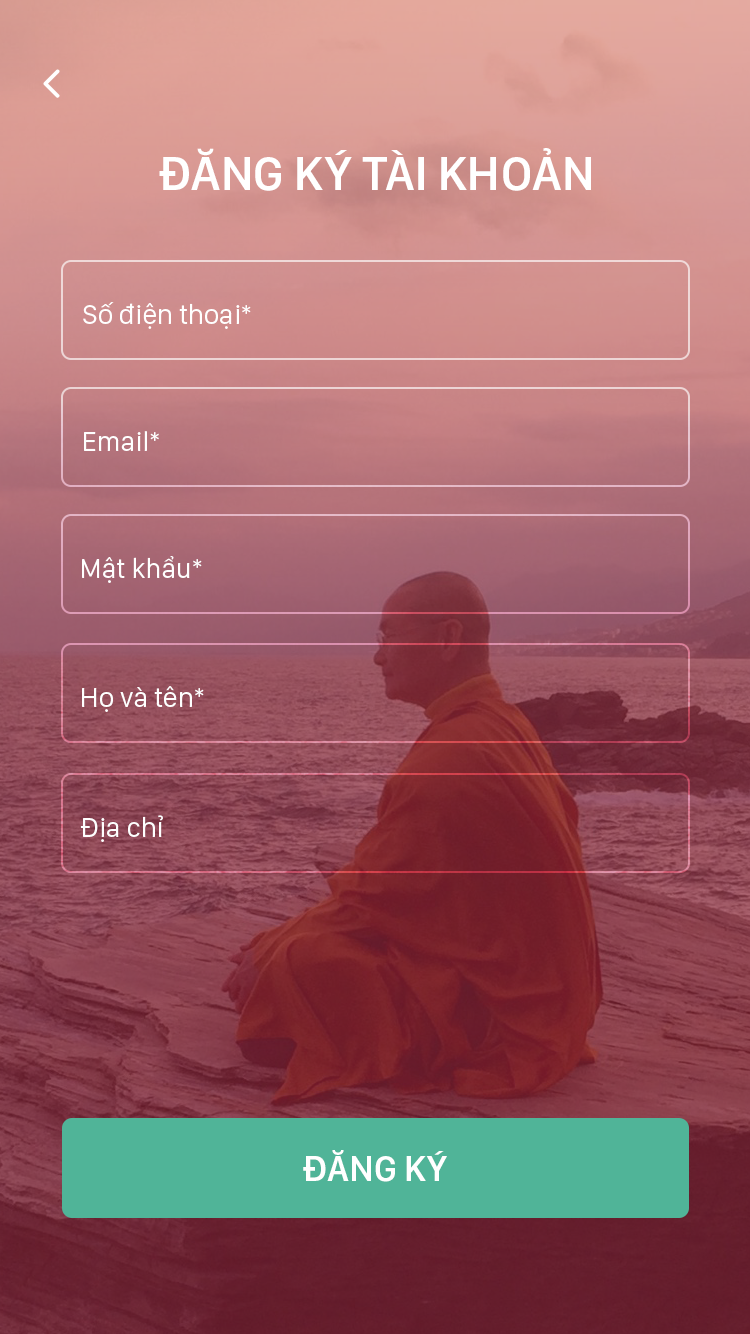 ĐĂNG KÝ TÀI KHOẢN
Số điện thoại*
Email*
Mật khẩu*
Họ và tên*
Địa chỉ
ĐĂNG KÝ